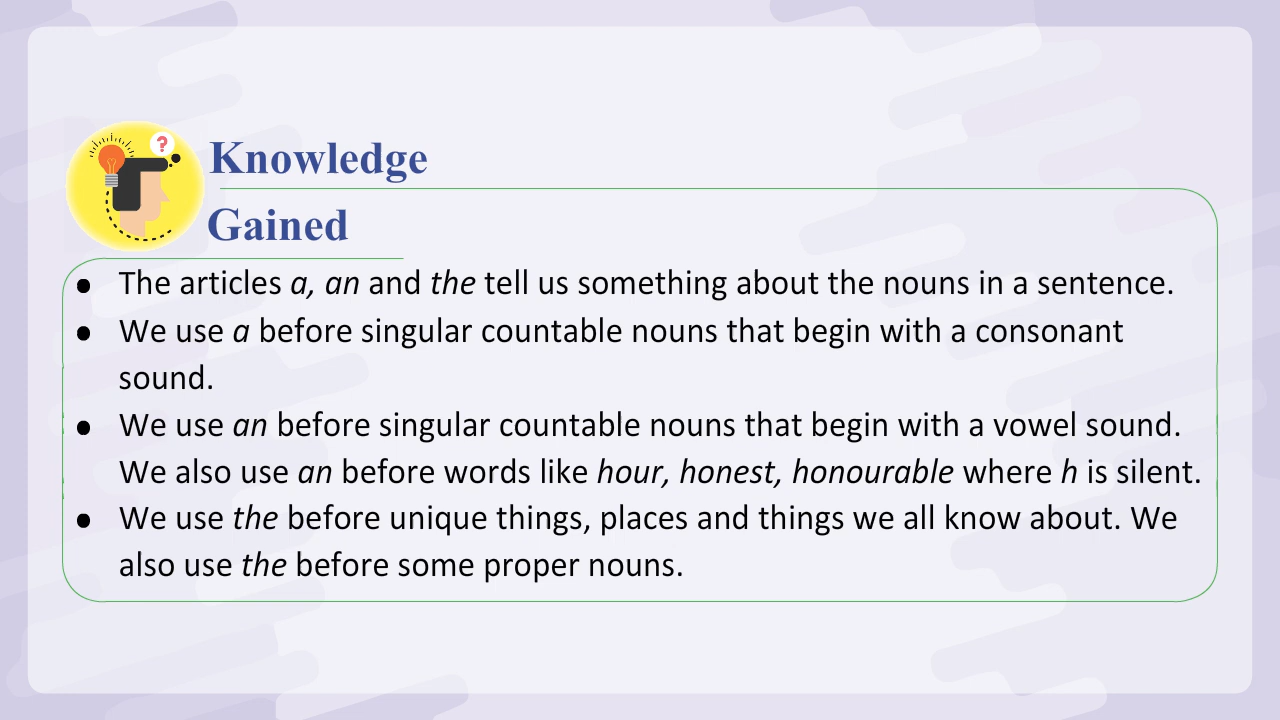 ?
Knowledge
Gained
● The articles a, an and the tell us something about the nouns in a sentence.
● We use a before singular countable nouns that begin with a consonant
sound.
● We use an before singular countable nouns that begin with a vowel sound.
We also use an before words like hour, honest, honourable where h is silent.
● We use the before unique things, places and things we all know about. We
also use the before some proper nouns.